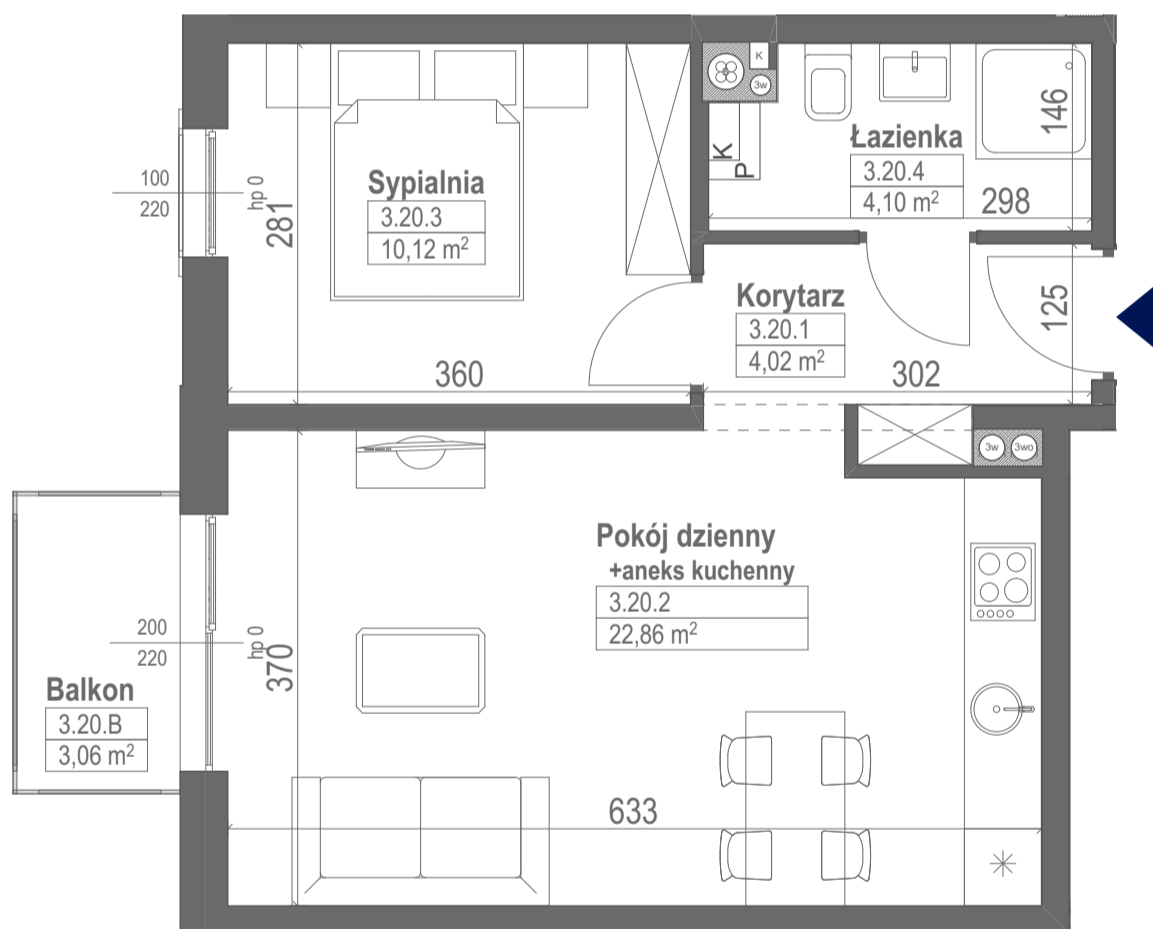 K
3w
Łazienka
3.20.4
4,10 m²
146
298
K
P
100
220
hp 0
281
Sypialnia
3.20.3
10,12 m²
360
Korytarz
3.20.1
4,02 m²
125
302
3w
3wo
Pokój dzienny
+aneks kuchenny
3.20.2
22,86 m²
200
220
hp 0
370
Balkon
3.20.B
3,06 m²
633